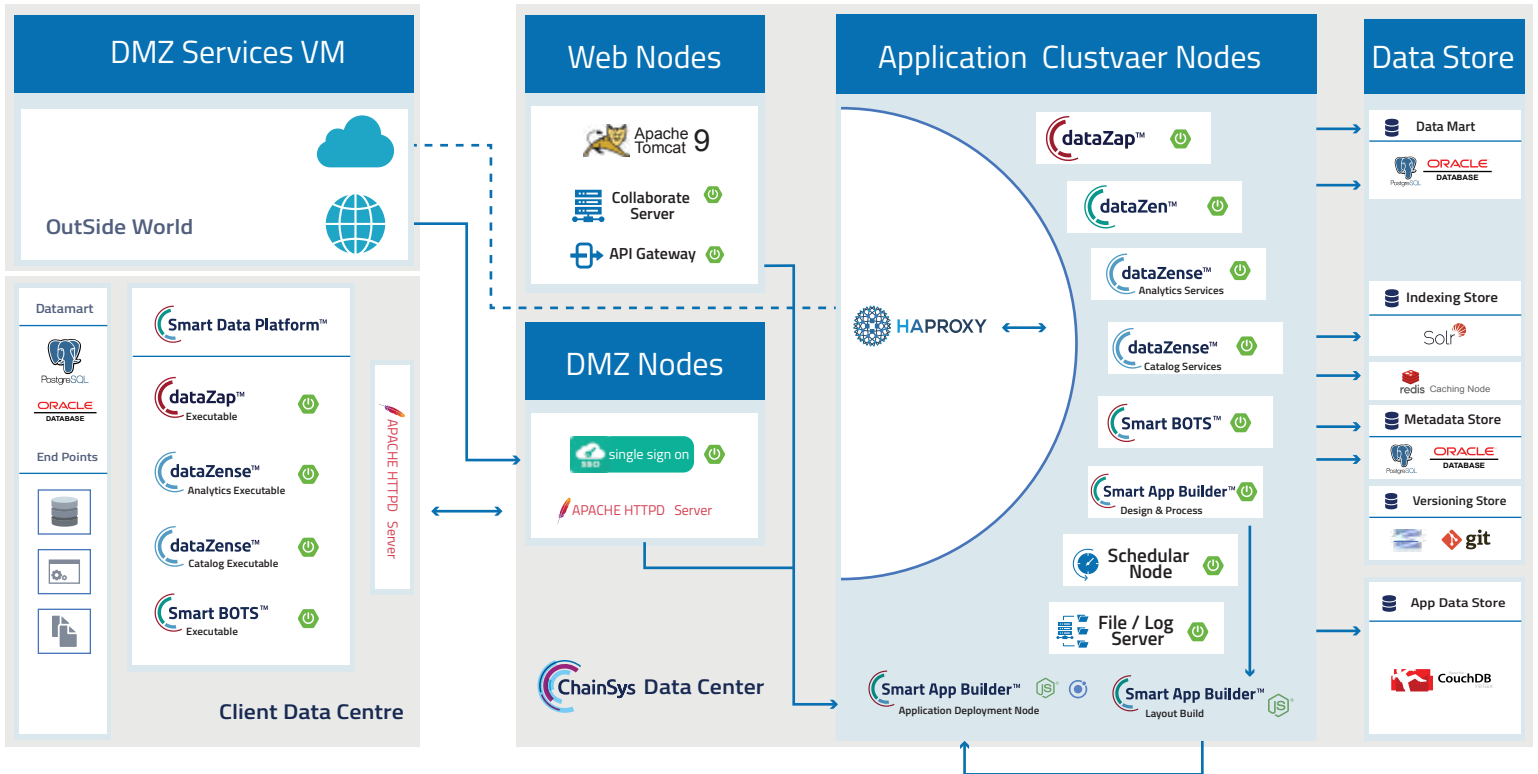 DMZ Services VM
OutSide World
Datamart
PostgreSQL
ORACLE
DATABASE
End Points
Smart Data Platform™
dataZap™
Executable
dataZense™
Analytics Executable
dataZense™
Catalog Executable
Smart BOTS™
Executable
APACHE HTTPD Server
Client Data Centre
Web Nodes
Apache
Tomcat 9
Collaborate
Server
API Gateway
DMZ Nodes
SSO
single sign on
APACHE HTTPD Server
ChainSys Data Center
Application Clustvaer Nodes
HAPROXY
dataZap™
dataZen™
dataZense™
Analytics Services
dataZense™
Catalog Services
Smart BOTS™
Smart App Builder™
Design & Process
Schedular
Node
File / Log
Server
Smart App Builder™
Application Deployment Node
JS
Smart App Builder™
Layout Build
JS
Data Store
Data Mart
PostgreSQL
ORACLE
DATABASE
Indexing Store
Solr
redis Caching Node
Metadata Store
PostgreSQL
ORACLE
DATABASE
Versioning Store
git
App Data Store
CouchDB